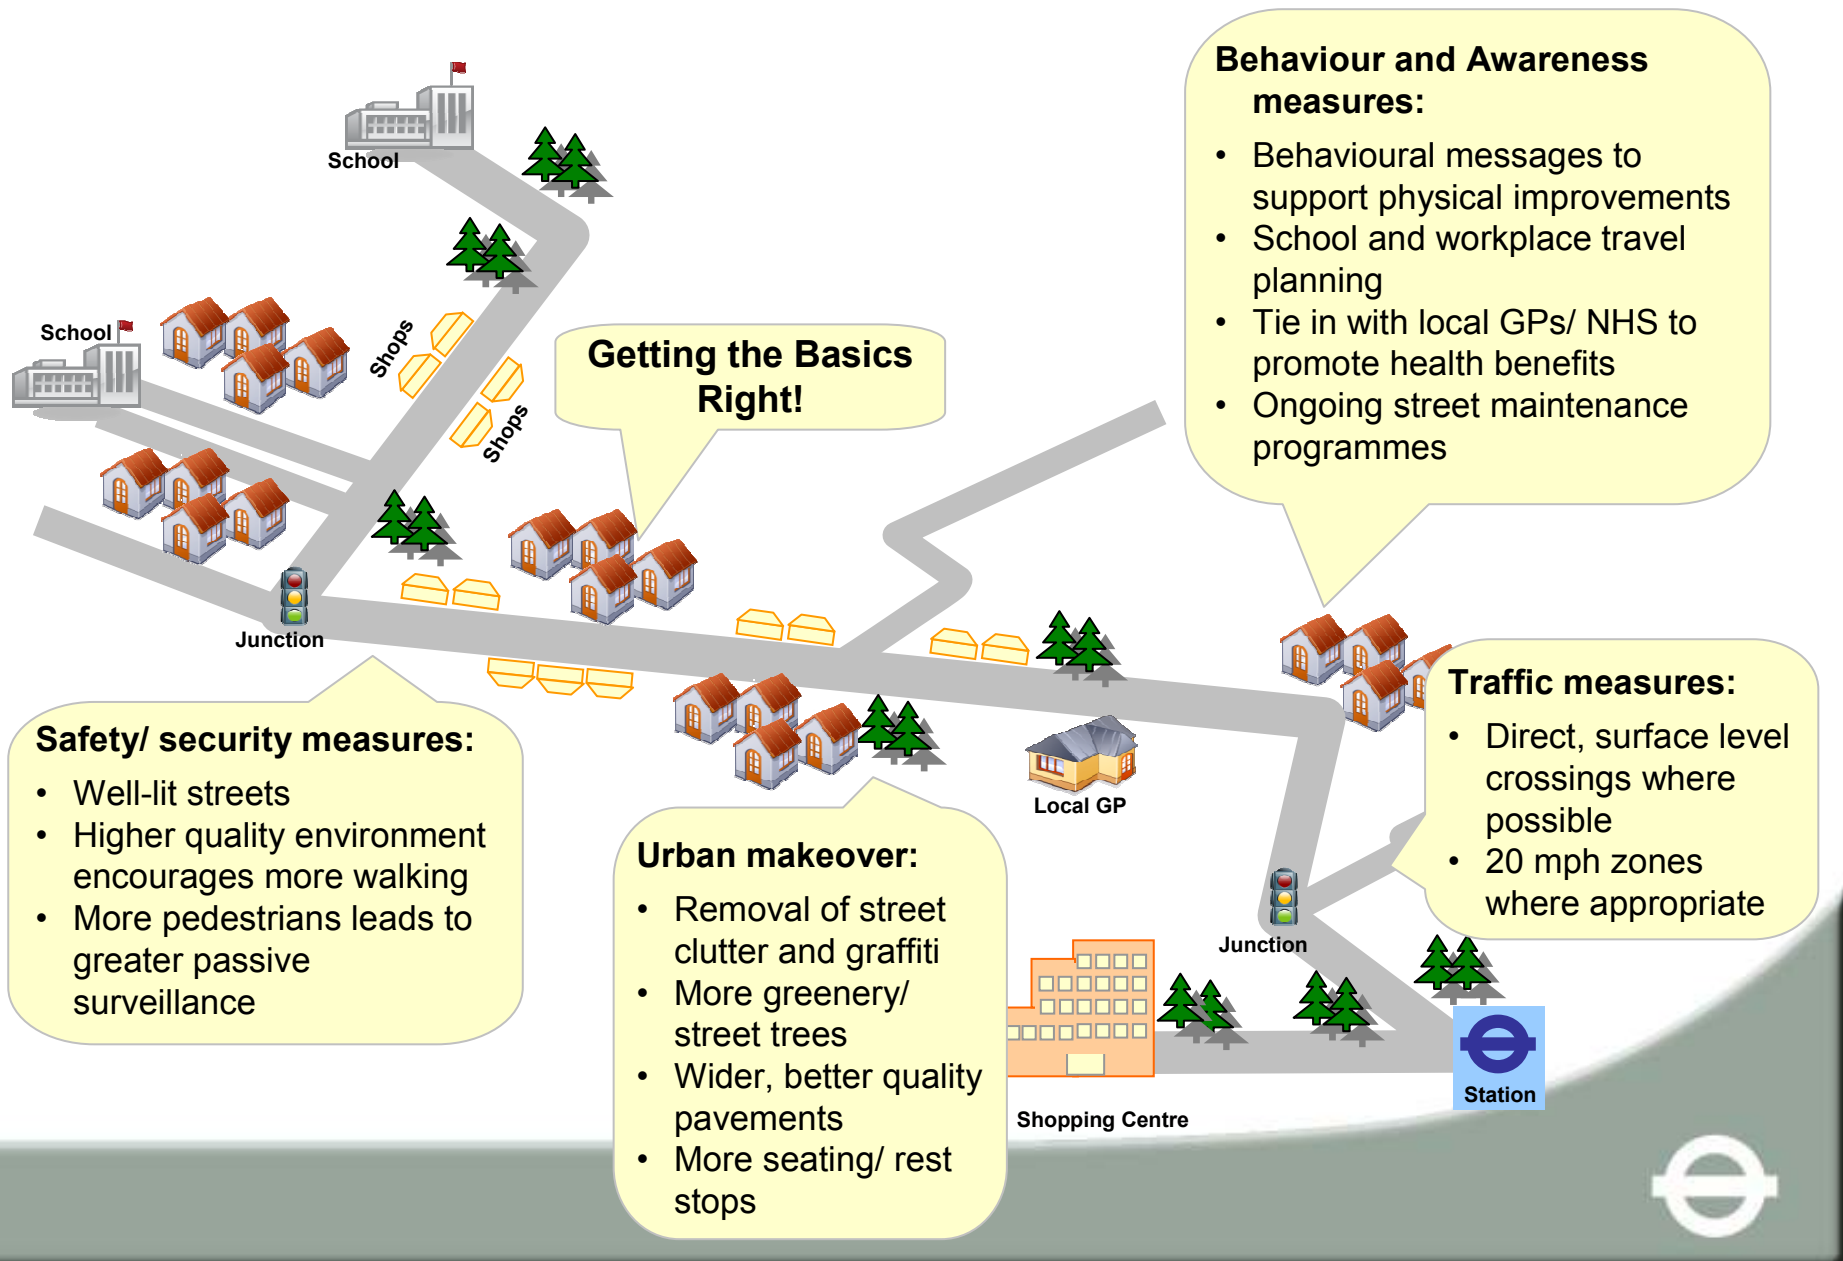 Behaviour and Awareness
measures:
• Behavioural messages to
support physical improvements
• School and workplace travel
planning
• Tie in with local GPs/ NHS to
promote health benefits
• Ongoing street maintenance
programmes
School
School
Shops
Shops
Getting the Basics
Right!
Junction
Safety/ security measures:
• Well-lit streets
• Higher quality environment
encourages more walking
• More pedestrians leads to
greater passive
surveillance
Urban makeover:
• Removal of street
clutter and graffiti
• More greenery/
street trees
• Wider, better quality
pavements
• More seating/ rest
stops
Local GP
Traffic measures:
• Direct, surface level
crossings where
possible
• 20 mph zones
where appropriate
Junction
Shopping Centre
Station